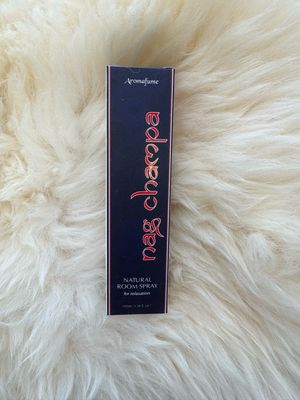 Aromafume
nag champa
NATURAL
ROOM SPRAY
for relaxation